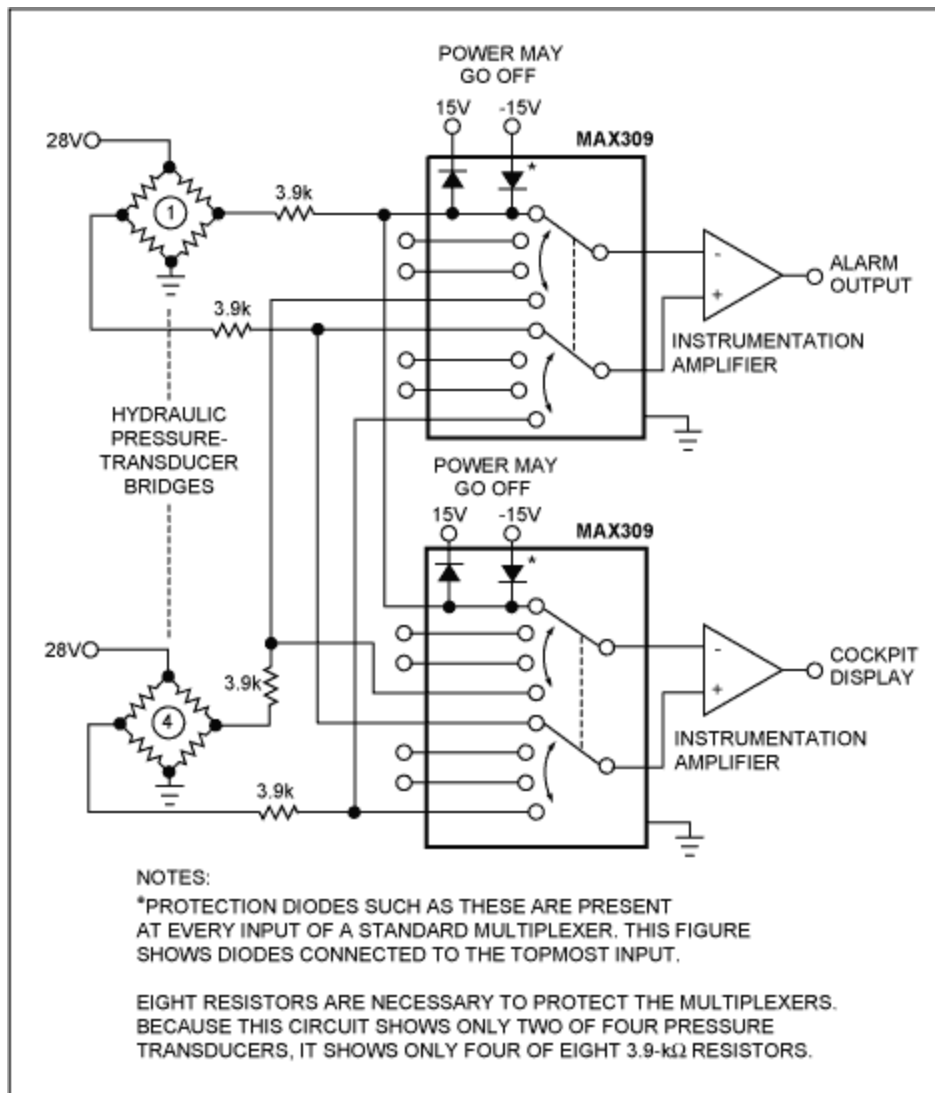 POWER MAY
GO OFF
15V
-15V
MAX309
28V
*
3.9k
1
-
ALARM
OUTPUT
+
3.9k
INSTRUMENTATION
AMPLIFIER
HYDRAULIC
PRESSURE-
TRANSDUCER
BRIDGES
POWER MAY
GO OFF
15V
-15V
MAX309
*
28V
-
COCKPIT
DISPLAY
3.9k
+
4
INSTRUMENTATION
AMPLIFIER
3.9k
NOTES:
*PROTECTION DIODES SUCH AS THESE ARE PRESENT
AT EVERY INPUT OF A STANDARD MULTIPLEXER. THIS FIGURE
SHOWS DIODES CONNECTED TO THE TOPMOST INPUT.
EIGHT RESISTORS ARE NECESSARY TO PROTECT THE MULTIPLEXERS.
BECAUSE THIS CIRCUIT SHOWS ONLY TWO OF FOUR PRESSURE
TRANSDUCERS, IT SHOWS ONLY FOUR OF EIGHT 3.9-kΩ RESISTORS.